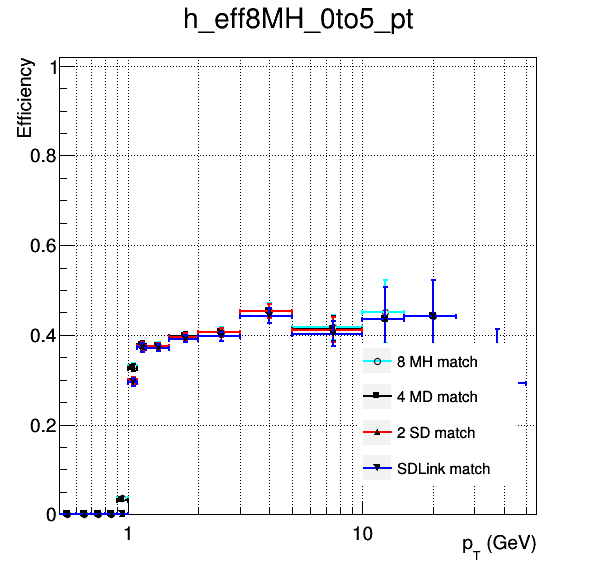 h_eff8MH_0to5_pt
Efficiency
1
0.8
0.6
0.4
0.2
0
8 MH match
4 MD match
2 SD match
SDLink match
1
10
p_T (GeV)